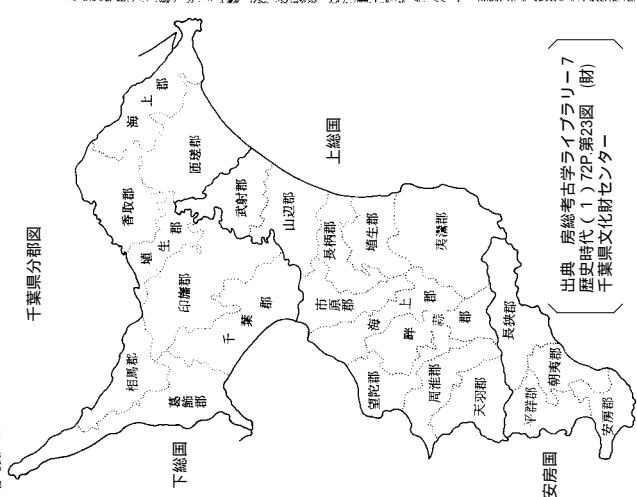 千葉県分郡図
海上郡
香取郡
匝瑳郡
埴生郡
武射郡
印旛郡
山辺郡
上総国
千葉郡
相馬郡
葛飾郡
下総国
長柄郡
埴生郡
市原郡
海上郡
夷灊郡
畔蒜郡
望陀郡
周淮郡
天羽郡
長狭郡
平群郡
朝夷郡
安房郡
安房国
出典 房総考古学ライブラリー7
歴史時代(1)72P.第23図 (財)
千葉県文化財センター